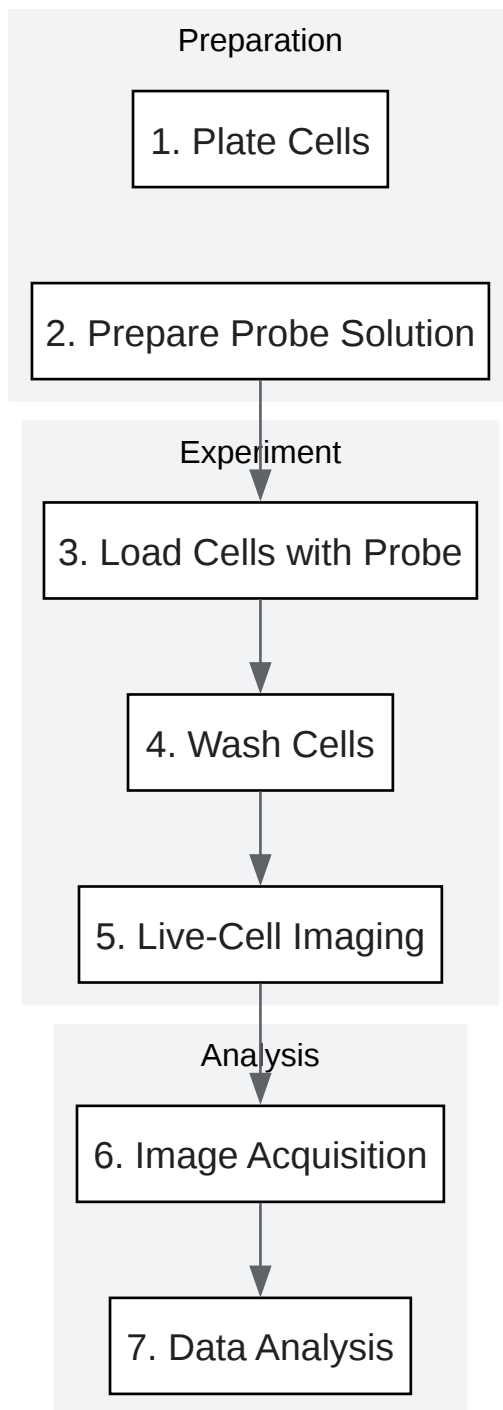 Preparation
1. Plate Cells
2. Prepare Probe Solution
Experiment
3. Load Cells with Probe
4. Wash Cells
5. Live-Cell Imaging
Analysis
6. Image Acquisition
7. Data Analysis